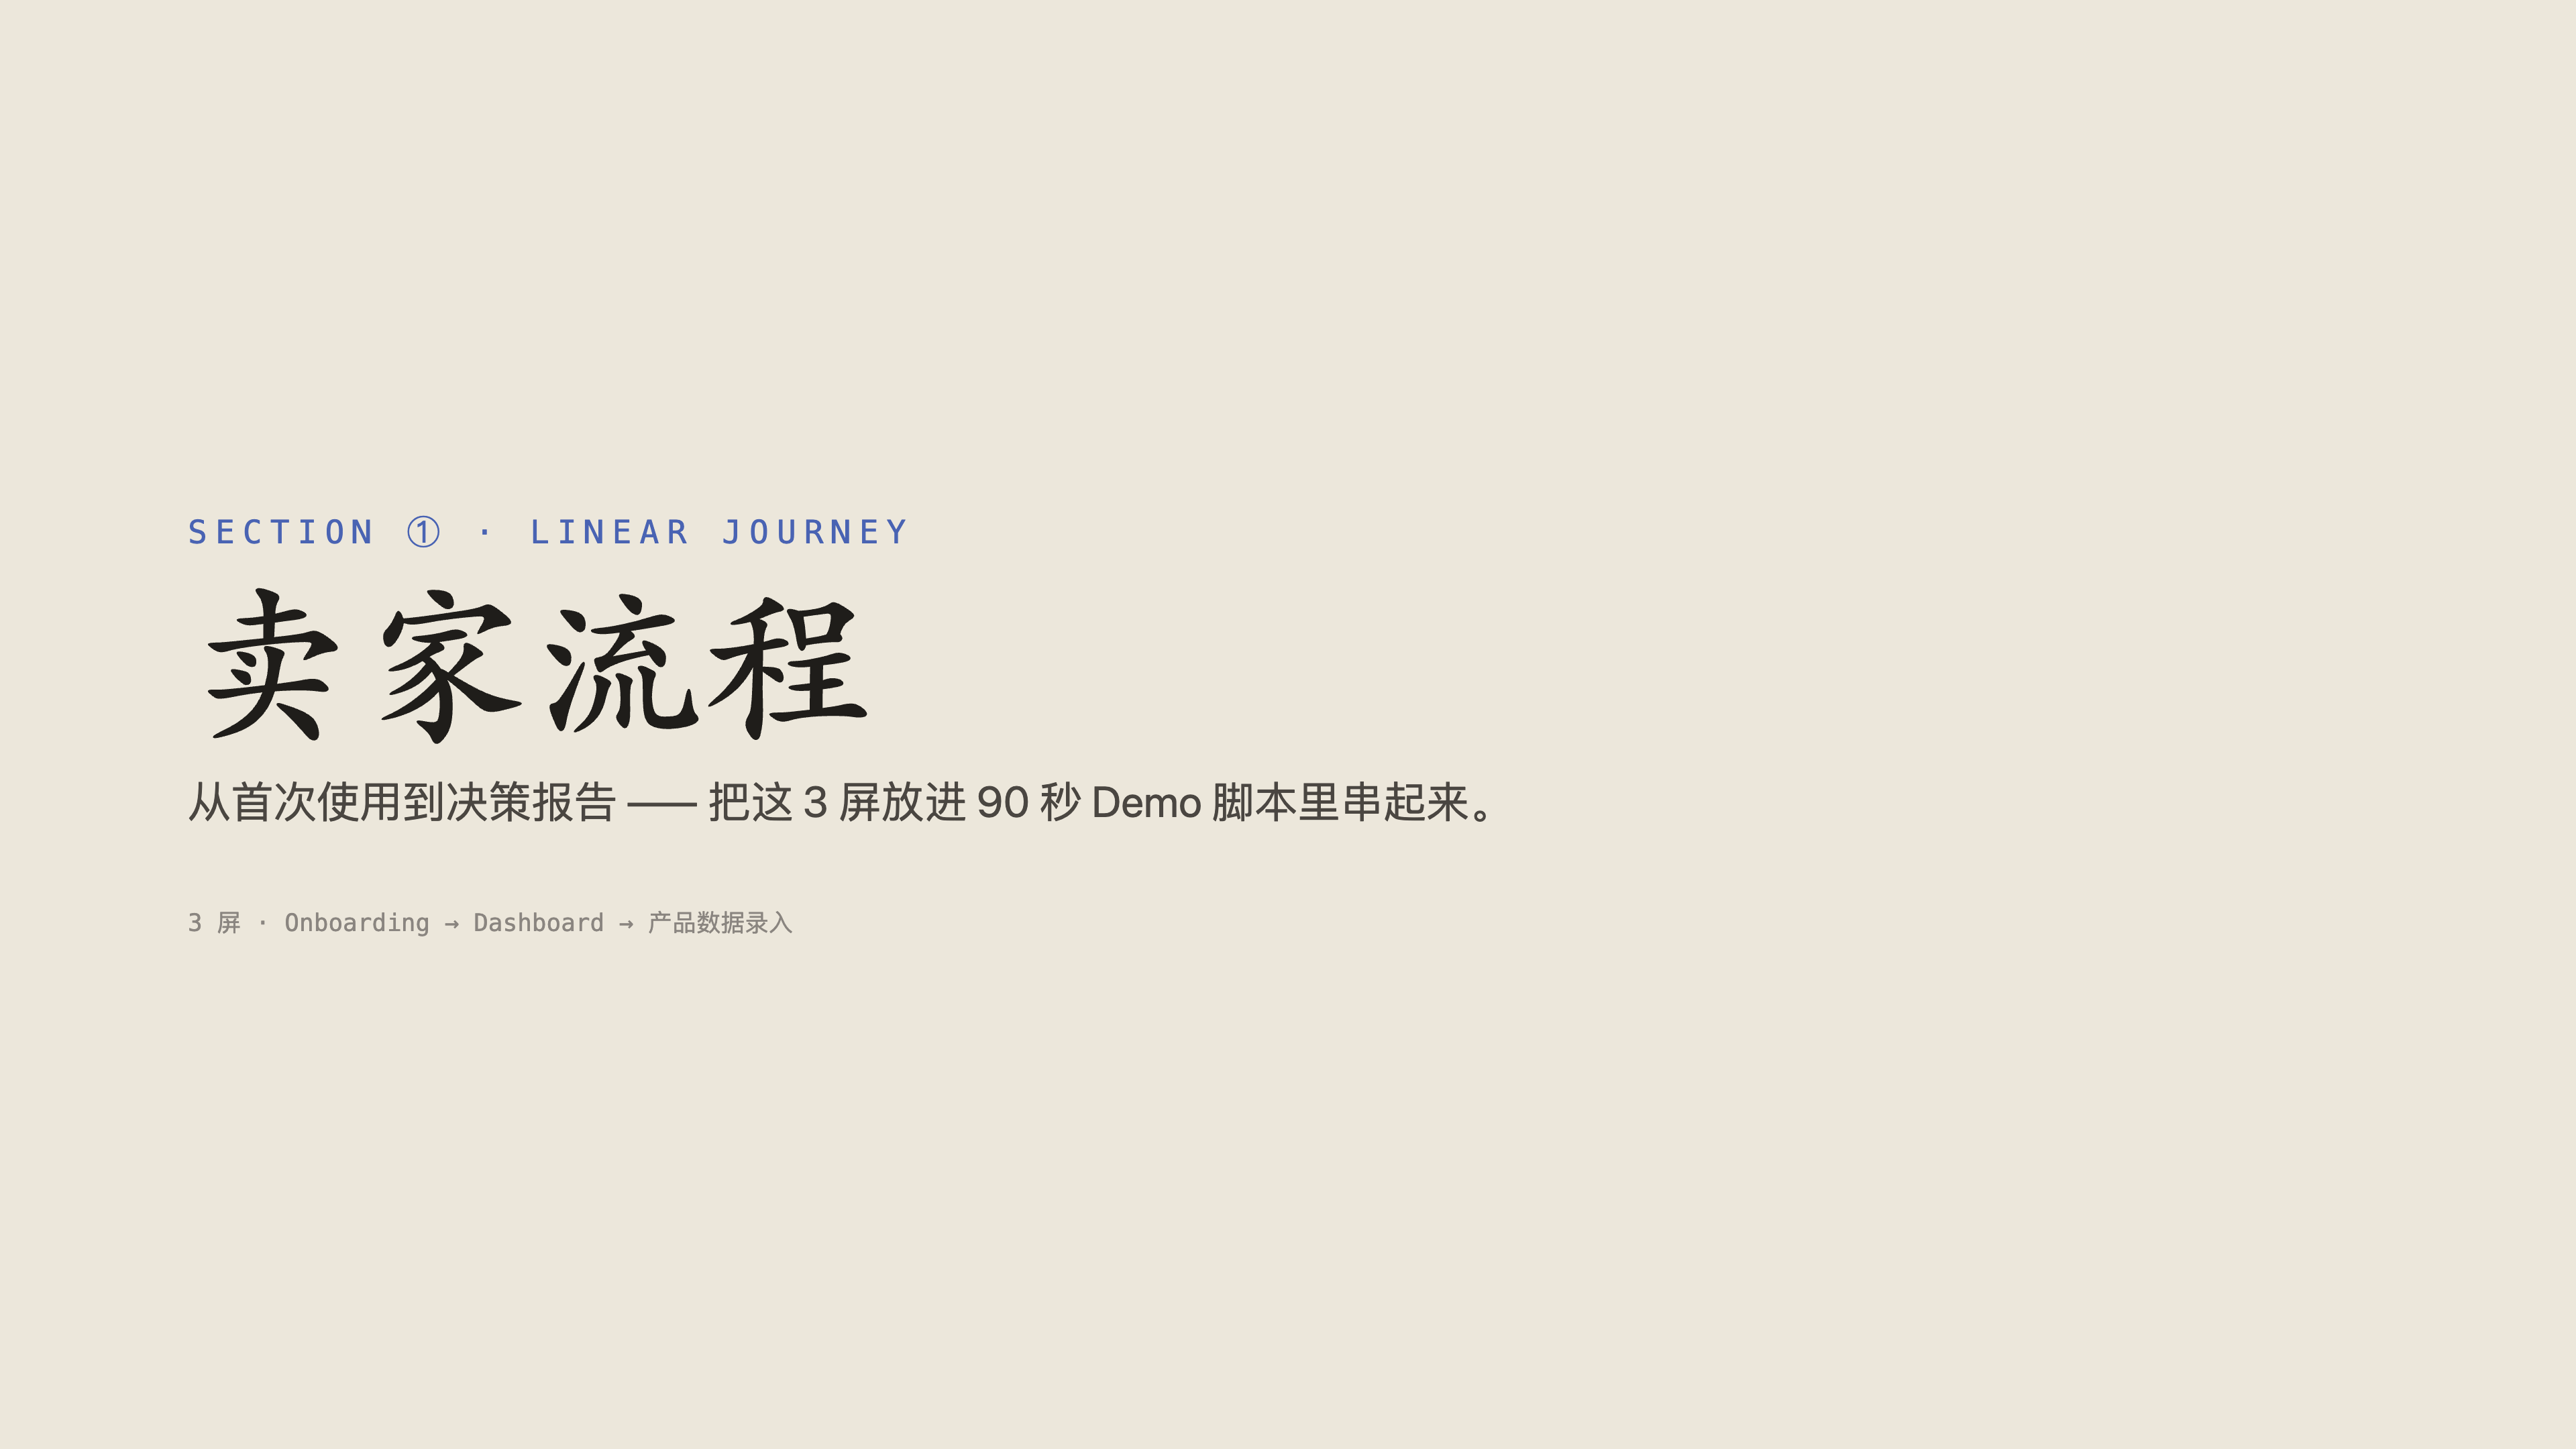 SECTION ① · LINEAR JOURNEY
卖家流程
从首次使用到决策报告 —— 把这 3 屏放进 90 秒 Demo 脚本里串起来。
3 屏 · Onboarding → Dashboard → 产品数据录入